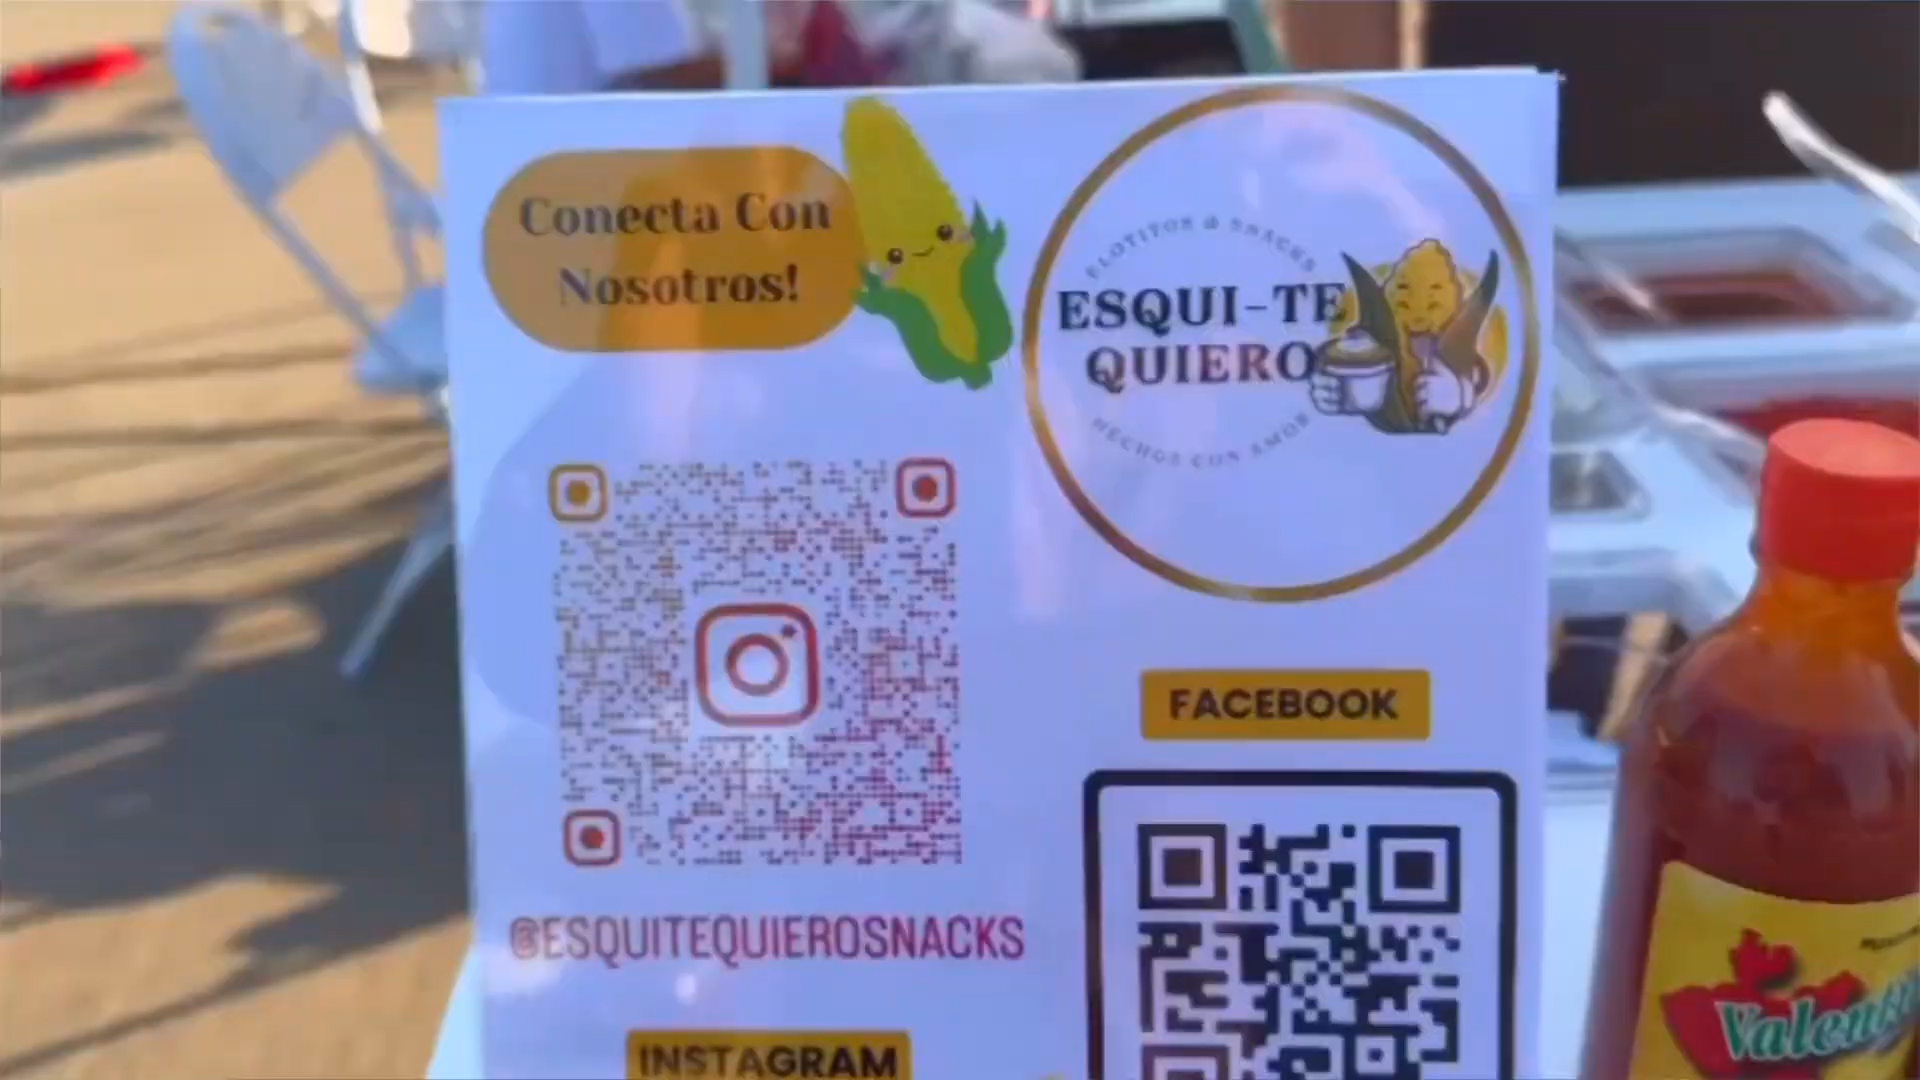 Conecta Con
Nosotros!
ELOTITOS & SNACKS
ESQUI-TE
QUIERO
HECHOS CON AMOR
@ESQUITEQUIEROSNACKS
INSTAGRAM
FACEBOOK